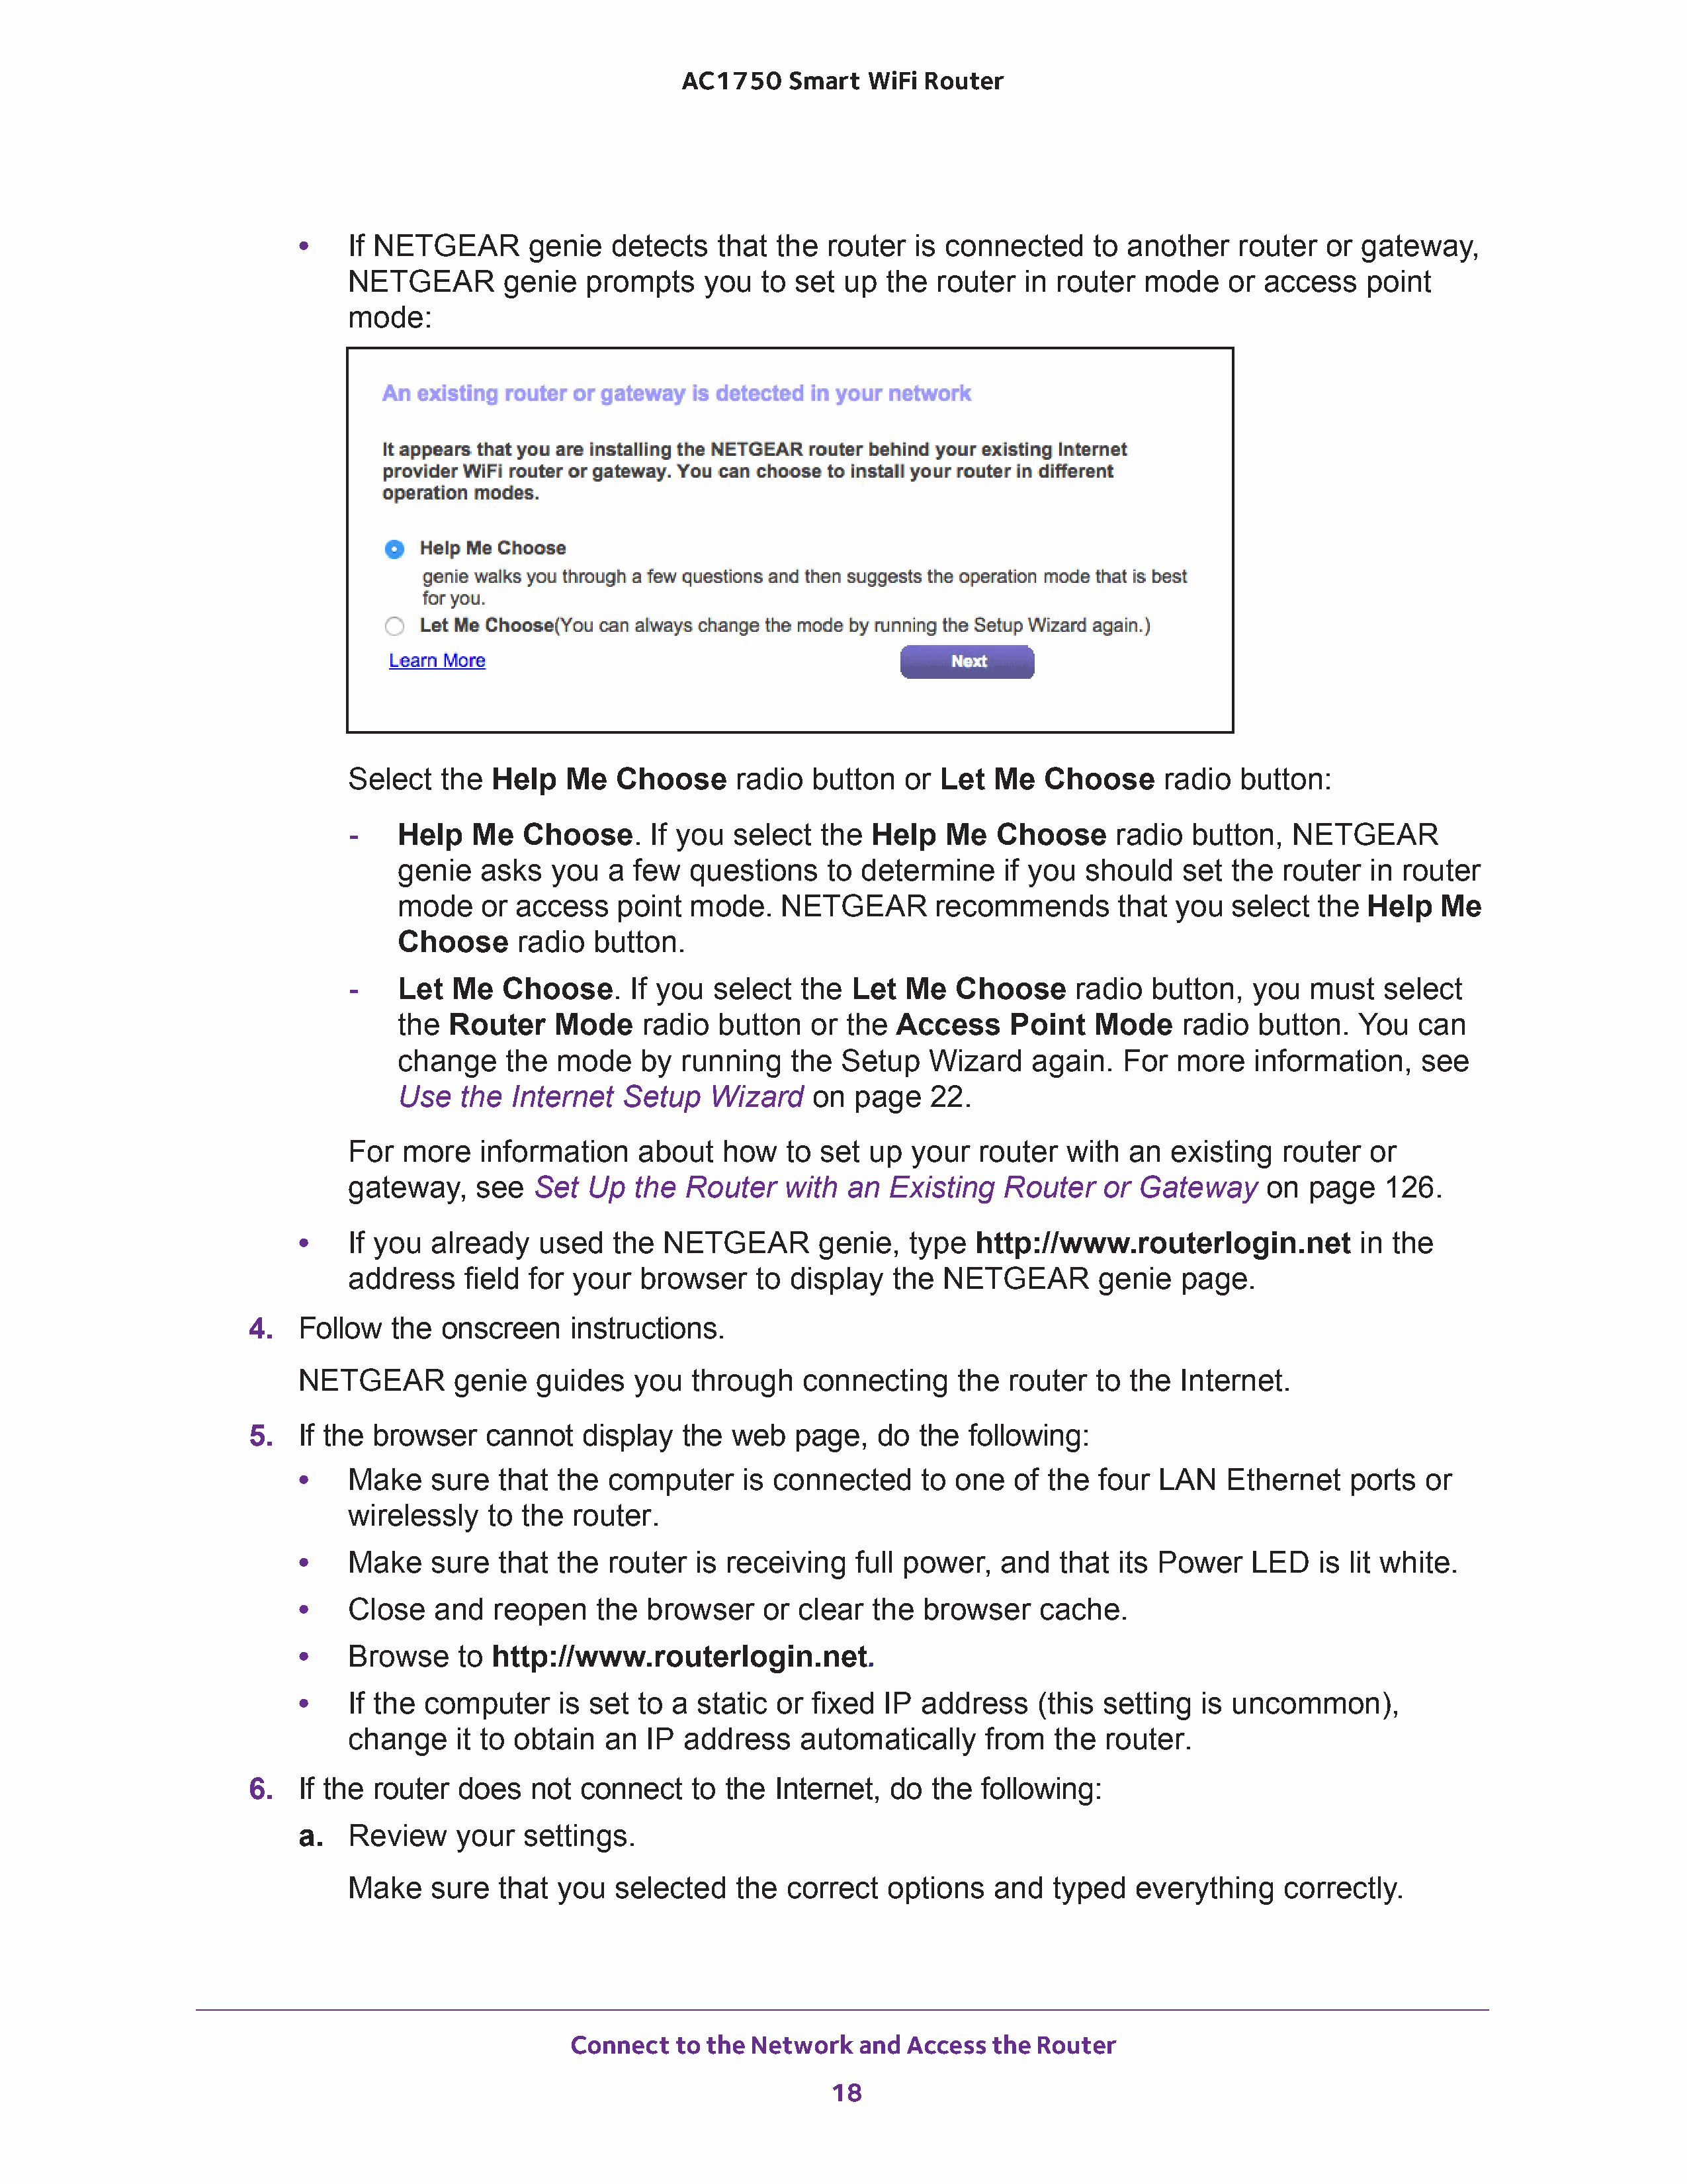 AC1750 Smart WiFi Router
• If NETGEAR genie detects that the router is connected to another router or gateway,
NETGEAR genie prompts you to set up the router in router mode or access point
mode:
An existing router or gateway is detected in your network
It appears that you are installing the NETGEAR router behind your existing Internet
provider WiFi router or gateway. You can choose to install your router in different
operation modes.
Help Me Choose
genie walks you through a few questions and then suggests the operation mode that is best
for you.
Let Me Choose(You can always change the mode by running the Setup Wizard again.)
Learn More Next
Select the Help Me Choose radio button or Let Me Choose radio button:
- Help Me Choose. If you select the Help Me Choose radio button, NETGEAR
genie asks you a few questions to determine if you should set the router in router
mode or access point mode. NETGEAR recommends that you select the Help Me
Choose radio button.
- Let Me Choose. If you select the Let Me Choose radio button, you must select
the Router Mode radio button or the Access Point Mode radio button. You can
change the mode by running the Setup Wizard again. For more information, see
Use the Internet Setup Wizard on page 22.
For more information about how to set up your router with an existing router or
gateway, see Set Up the Router with an Existing Router or Gateway on page 126.
• If you already used the NETGEAR genie, type http://www.routerlogin.net in the
address field for your browser to display the NETGEAR genie page.
4. Follow the onscreen instructions.
NETGEAR genie guides you through connecting the router to the Internet.
5. If the browser cannot display the web page, do the following:
• Make sure that the computer is connected to one of the four LAN Ethernet ports or
wirelessly to the router.
• Make sure that the router is receiving full power, and that its Power LED is lit white.
• Close and reopen the browser or clear the browser cache.
• Browse to http://www.routerlogin.net.
• If the computer is set to a static or fixed IP address (this setting is uncommon),
change it to obtain an IP address automatically from the router.
6. If the router does not connect to the Internet, do the following:
a. Review your settings.
Make sure that you selected the correct options and typed everything correctly.
Connect to the Network and Access the Router
18